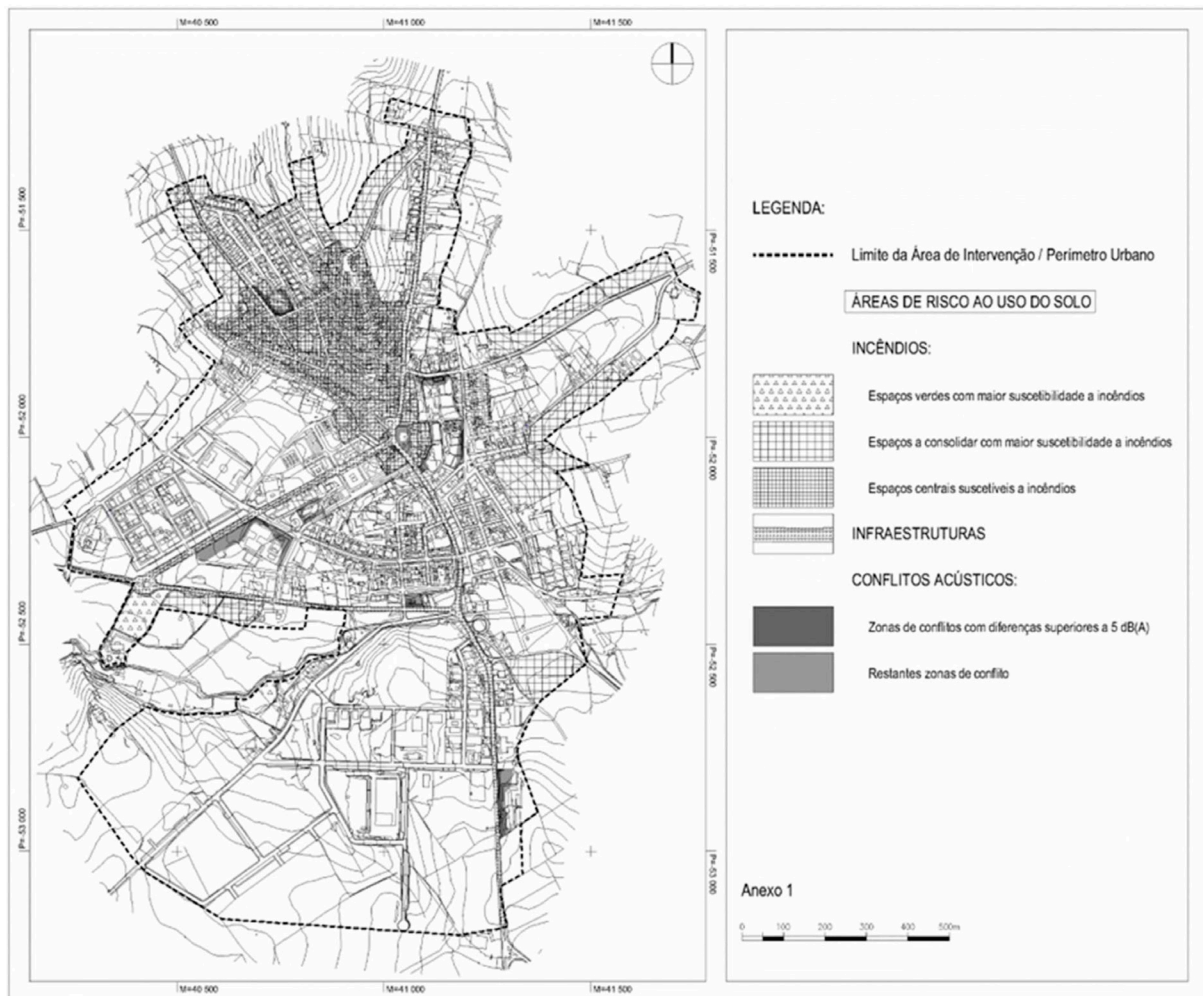 M=40 500
M=41 000
M=41 500
P=-51 500
P=-52 000
P=-52 500
P=-53 000
P=-51 500
P=-52 000
P=-52 500
P=-53 000
M=40 500
M=41 000
M=41 500
LEGENDA:
Limite da Área de Intervenção / Perímetro Urbano
ÁREAS DE RISCO AO USO DO SOLO
INCÊNDIOS:
Espaços verdes com maior suscetibilidade a incêndios
Espaços a consolidar com maior suscetibilidade a incêndios
Espaços centrais suscetíveis a incêndios
INFRAESTRUTURAS
CONFLITOS ACÚSTICOS:
Zonas de conflitos com diferenças superiores a 5 dB(A)
Restantes zonas de conflito
Anexo 1
0 100 200 300 400 500m